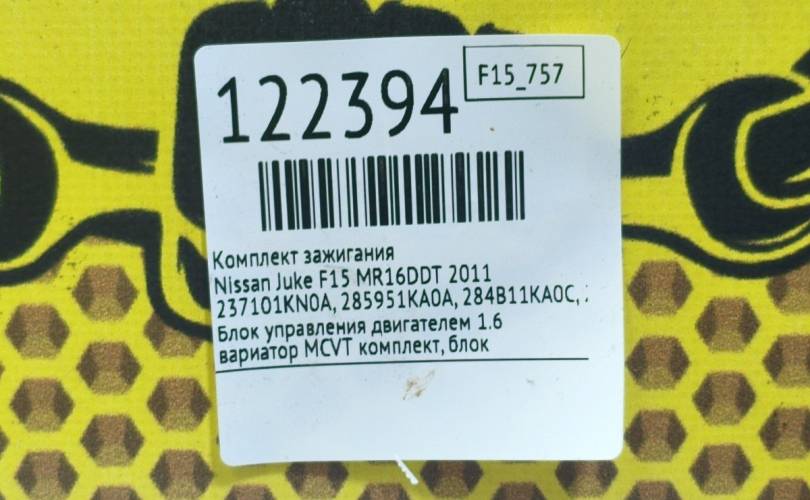 F15_757
122394
Комплект зажигания
Nissan Juke F15 MR16DDT 2011
237101KN0A, 285951KA0A, 284B11KA0C,
Блок управления двигателем 1.6
вариатор MCVT комплект, блок